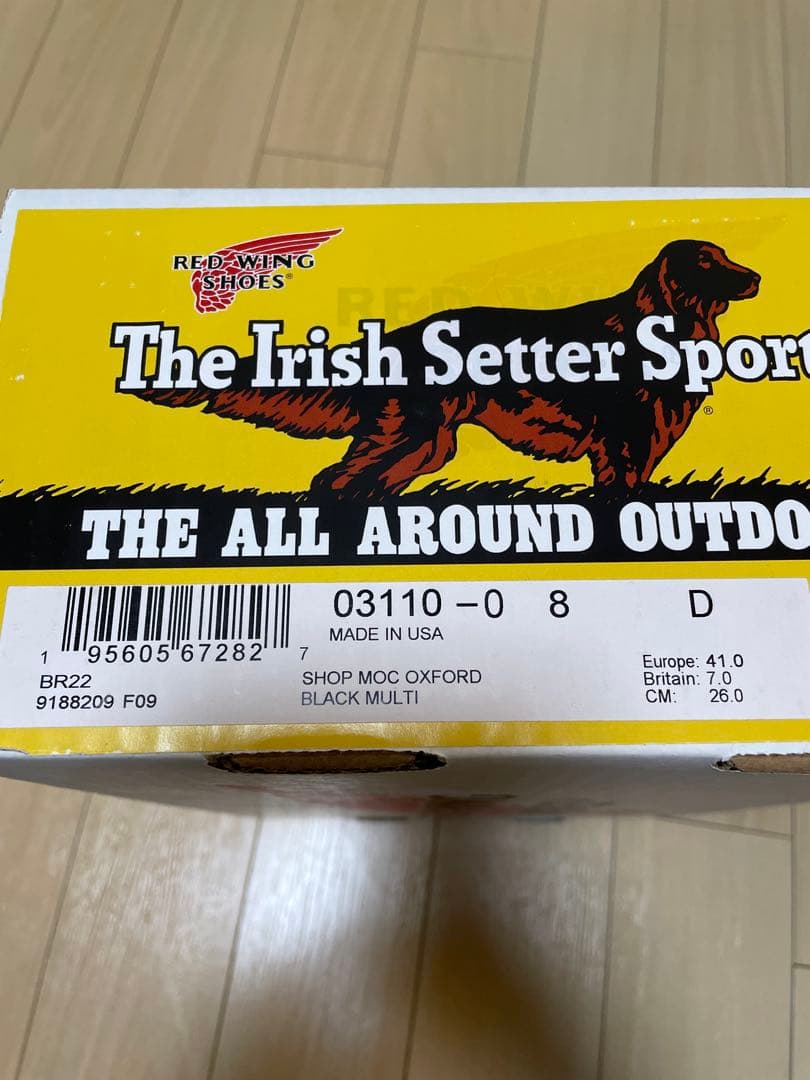 RED WING
SHOES®
The Irish Setter Sport
®
THE ALL AROUND OUTDO
03110 -0 8 D
MADE IN USA
1 95605 67282 7
BR22
9188209 F09
SHOP MOC OXFORD
BLACK MULTI
Europe: 41.0
Britain: 7.0
CM: 26.0